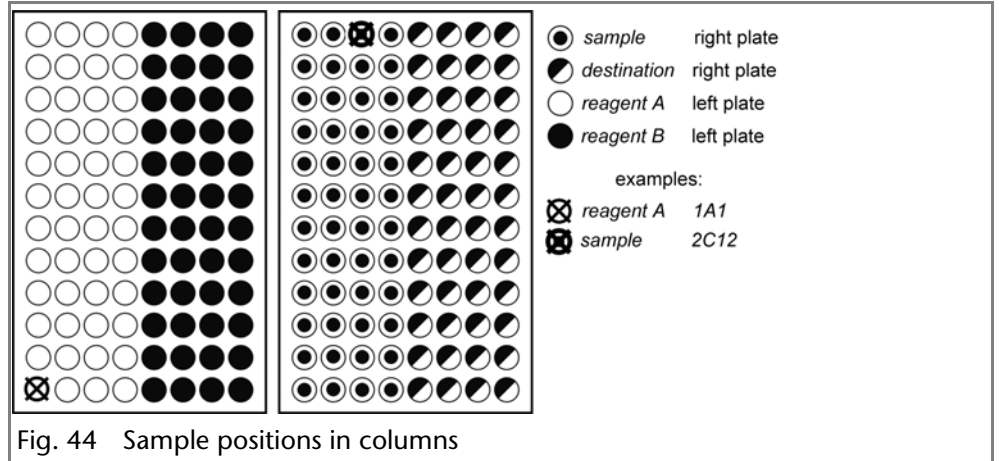 sample right plate
destination right plate
reagent A left plate
reagent B left plate
examples:
reagent A 1A1
sample 2C12
Fig. 44 Sample positions in columns